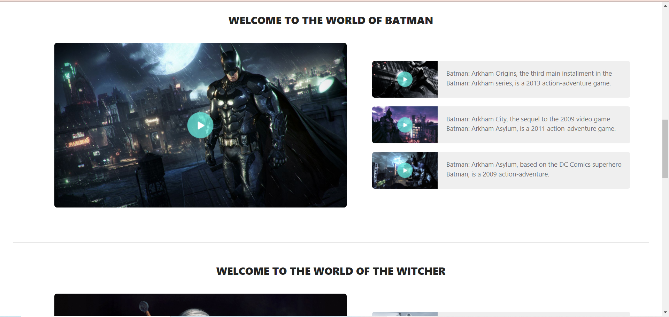 WELCOME TO THE WORLD OF BATMAN
Batman: Arkham Origins, the third main installment in the
Batman: Arkham series, is a 2013 action-adventure game.
Batman: Arkham City, the sequel to the 2009 video game
Batman: Arkham Asylum, is a 2011 action-adventure game.
Batman: Arkham Asylum, based on the DC Comics superhero
Batman, is a 2009 action-adventure.
WELCOME TO THE WORLD OF THE WITCHER